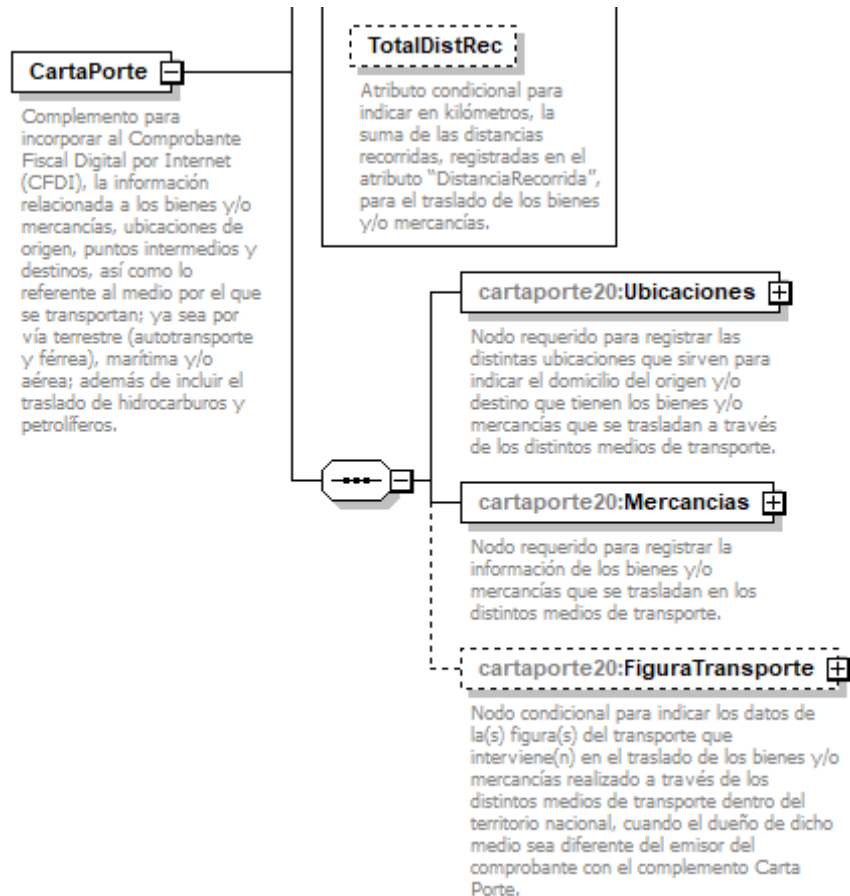 TotalDistRec
Atributo condicional para
indicar en kilómetros, la
suma de las distancias
recorridas, registradas en el
atributo “DistanciaRecorrida”,
para el traslado de los bienes
y/o mercancías.
CartaPorte
Complemento para
incorporar al Comprobante
Fiscal Digital por Internet
(CFDI), la información
relacionada a los bienes y/o
mercancías, ubicaciones de
origen, puntos intermedios y
destinos, así como lo
referente al medio por el que
se transportan; ya sea por
vía terrestre (autotransporte
y férrea), marítima y/o
aérea; además de incluir el
traslado de hidrocarburos y
petrolíferos.
cartaporte20:Ubicaciones
Nodo requerido para registrar las
distintas ubicaciones que sirven para
indicar el domicilio del origen y/o
destino que tienen los bienes y/o
mercancías que se trasladan a través
de los distintos medios de transporte.
cartaporte20:Mercancias
Nodo requerido para registrar la
información de los bienes y/o
mercancías que se trasladan en los
distintos medios de transporte.
cartaporte20:FiguraTransporte
Nodo condicional para indicar los datos de
la(s) figura(s) del transporte que
interviene(n) en el traslado de los bienes y/o
mercancías realizado a través de los
distintos medios de transporte dentro del
territorio nacional, cuando el dueño de dicho
medio sea diferente del emisor del
comprobante con el complemento Carta
Porte.